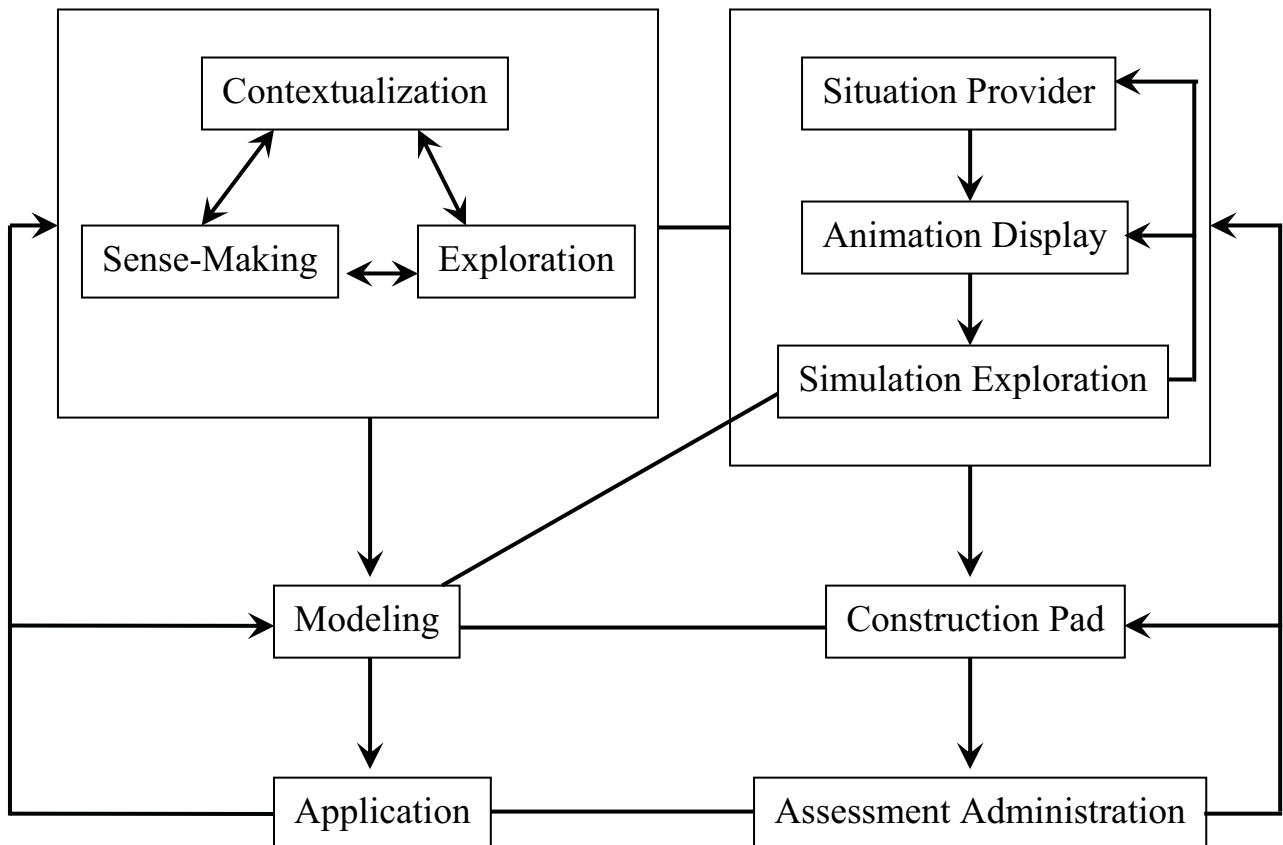 Contextualization
Sense-Making
Exploration
Situation Provider
Animation Display
Simulation Exploration
Modeling
Construction Pad
Application
Assessment Administration